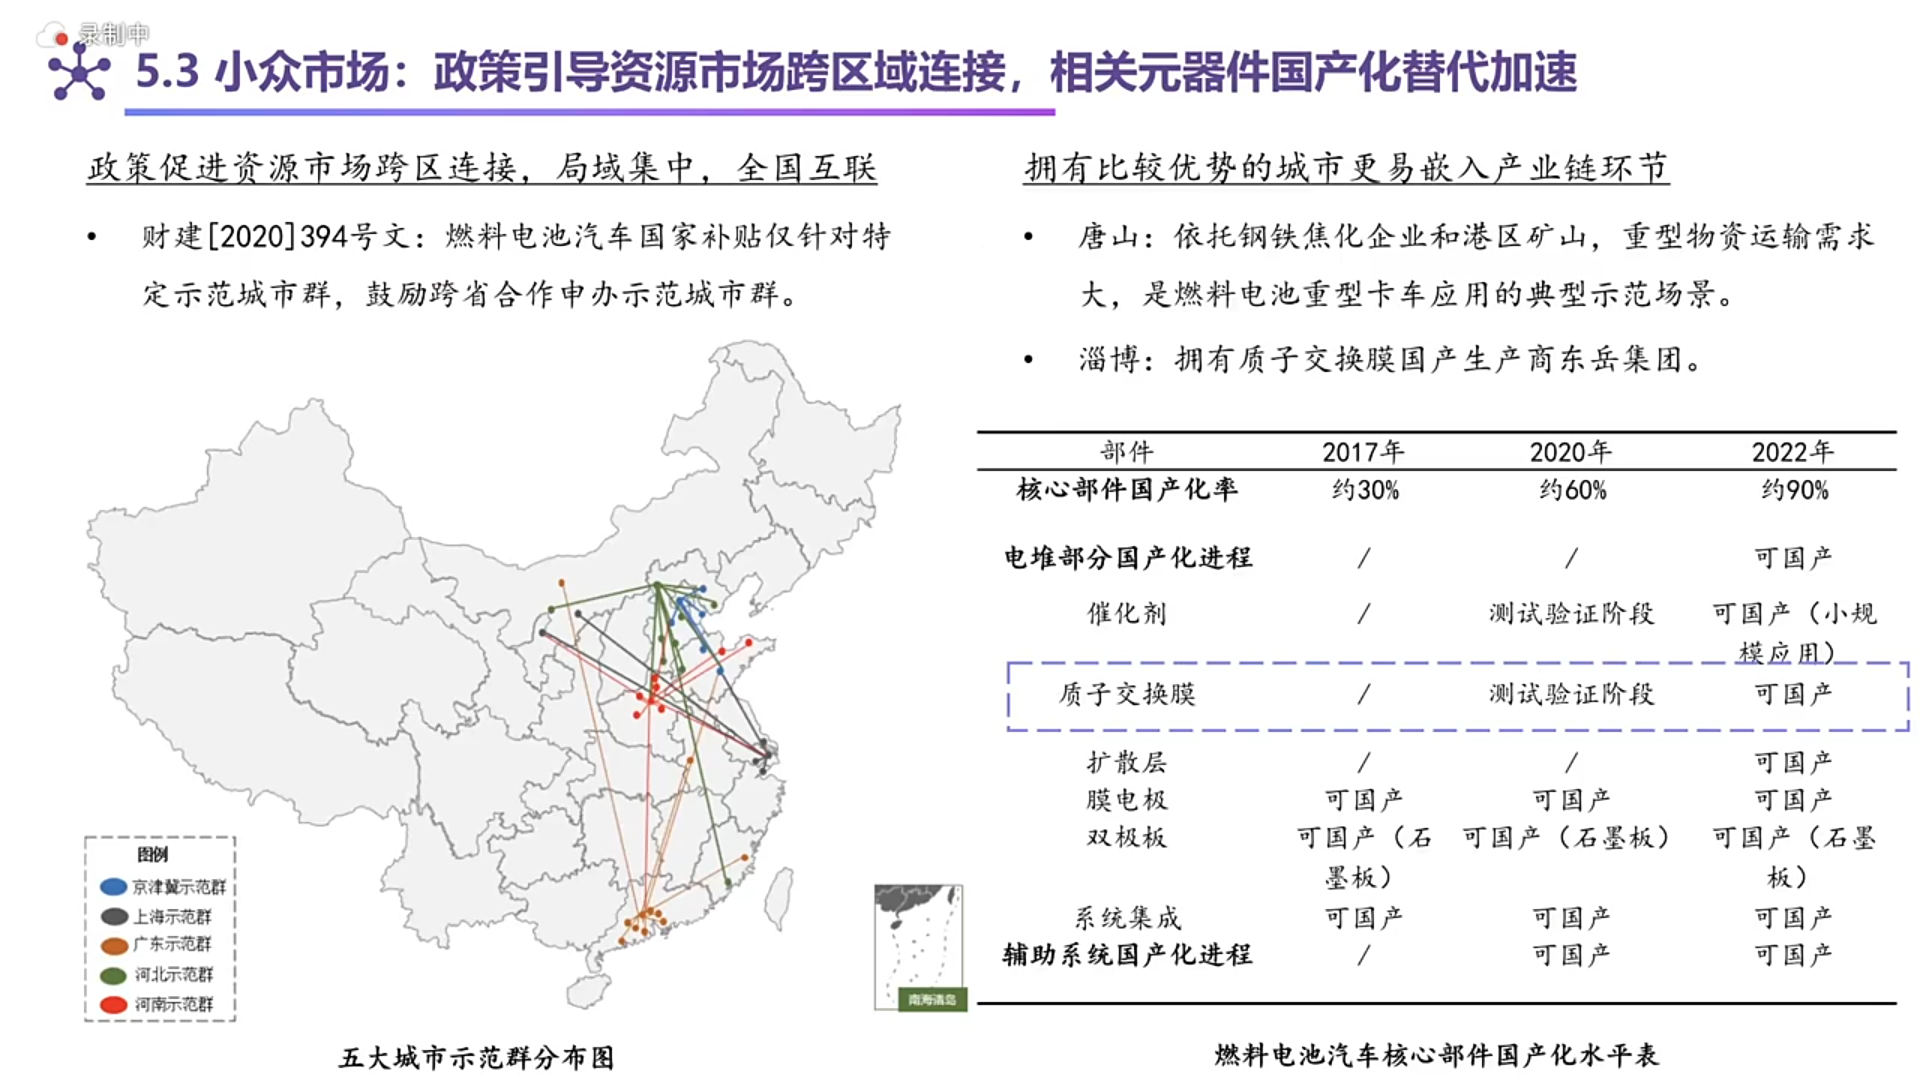 录制中
5.3 小众市场：政策引导资源市场跨区域连接，相关元器件国产化替代加速
政策促进资源市场跨区连接，局域集中，全国互联
• 财建[2020]394号文：燃料电池汽车国家补贴仅针对特
定示范城市群，鼓励跨省合作申办示范城市群。
图例
京津冀示范群
上海示范群
广东示范群
河北示范群
河南示范群
南海诸岛
五大城市示范群分布图
拥有比较优势的城市更易嵌入产业链环节
• 唐山：依托钢铁焦化企业和港区矿山，重型物资运输需求
大，是燃料电池重型卡车应用的典型示范场景。
• 淄博：拥有质子交换膜国产生产商东岳集团。
部件 2017年 2020年 2022年
核心部件国产化率 约30% 约60% 约90%
电堆部分国产化进程 / / 可国产
催化剂 / 测试验证阶段 可国产（小规
模应用）
质子交换膜 / 测试验证阶段 可国产
扩散层 / / 可国产
膜电极 可国产 可国产 可国产
双极板 可国产（石 可国产（石墨板） 可国产（石墨
墨板） 板）
系统集成 可国产 可国产 可国产
辅助系统国产化进程 / 可国产 可国产
燃料电池汽车核心部件国产化水平表